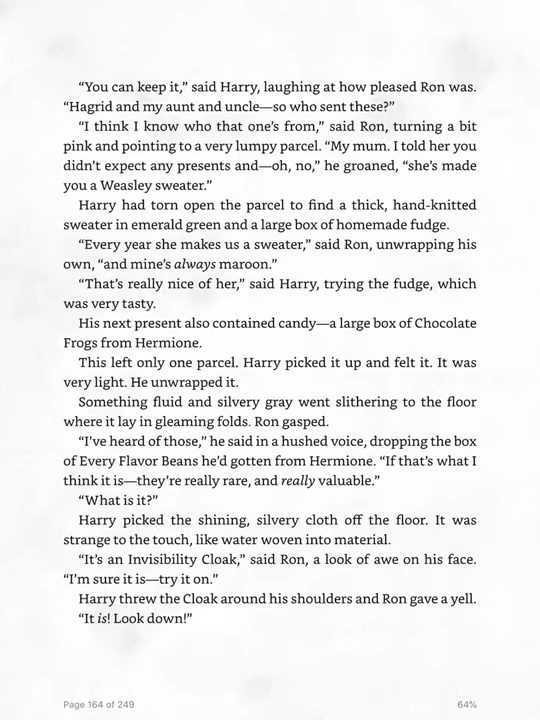 “You can keep it,” said Harry, laughing at how pleased Ron was.
“Hagrid and my aunt and uncle—so who sent these?”
“I think I know who that one’s from,” said Ron, turning a bit
pink and pointing to a very lumpy parcel. “My mum. I told her you
didn’t expect any presents and—oh, no,” he groaned, “she’s made
you a Weasley sweater.”
Harry had torn open the parcel to find a thick, hand-knitted
sweater in emerald green and a large box of homemade fudge.
“Every year she makes us a sweater,” said Ron, unwrapping his
own, “and mine’s always maroon.”
“That’s really nice of her,” said Harry, trying the fudge, which
was very tasty.
His next present also contained candy—a large box of Chocolate
Frogs from Hermione.
This left only one parcel. Harry picked it up and felt it. It was
very light. He unwrapped it.
Something fluid and silvery gray went slithering to the floor
where it lay in gleaming folds. Ron gasped.
“I’ve heard of those,” he said in a hushed voice, dropping the box
of Every Flavor Beans he’d gotten from Hermione. “If that’s what I
think it is—they’re really rare, and really valuable.”
“What is it?”
Harry picked the shining, silvery cloth off the floor. It was
strange to the touch, like water woven into material.
“It’s an Invisibility Cloak,” said Ron, a look of awe on his face.
“I’m sure it is—try it on.”
Harry threw the Cloak around his shoulders and Ron gave a yell.
“It is! Look down!”
Page 164 of 249
64%